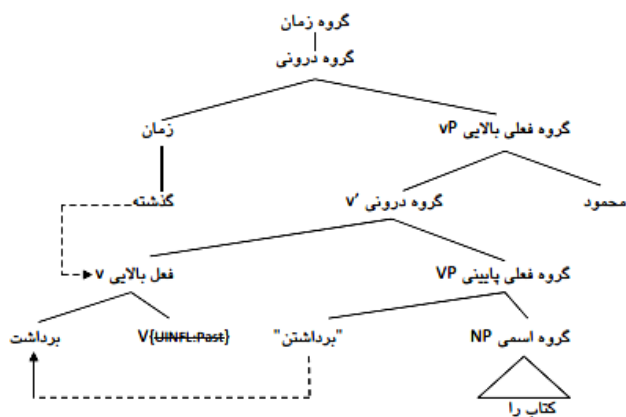 گروه زمان
گروه درونی
زمان
گروه فعلی بالایی vP
گذشته
گروه درونی v′
محمود
فعل بالایی v
گروه فعلی پایینی VP
برداشت
V{UINFL:Past}
"برداشتن"
گروه اسمی NP
کتاب را